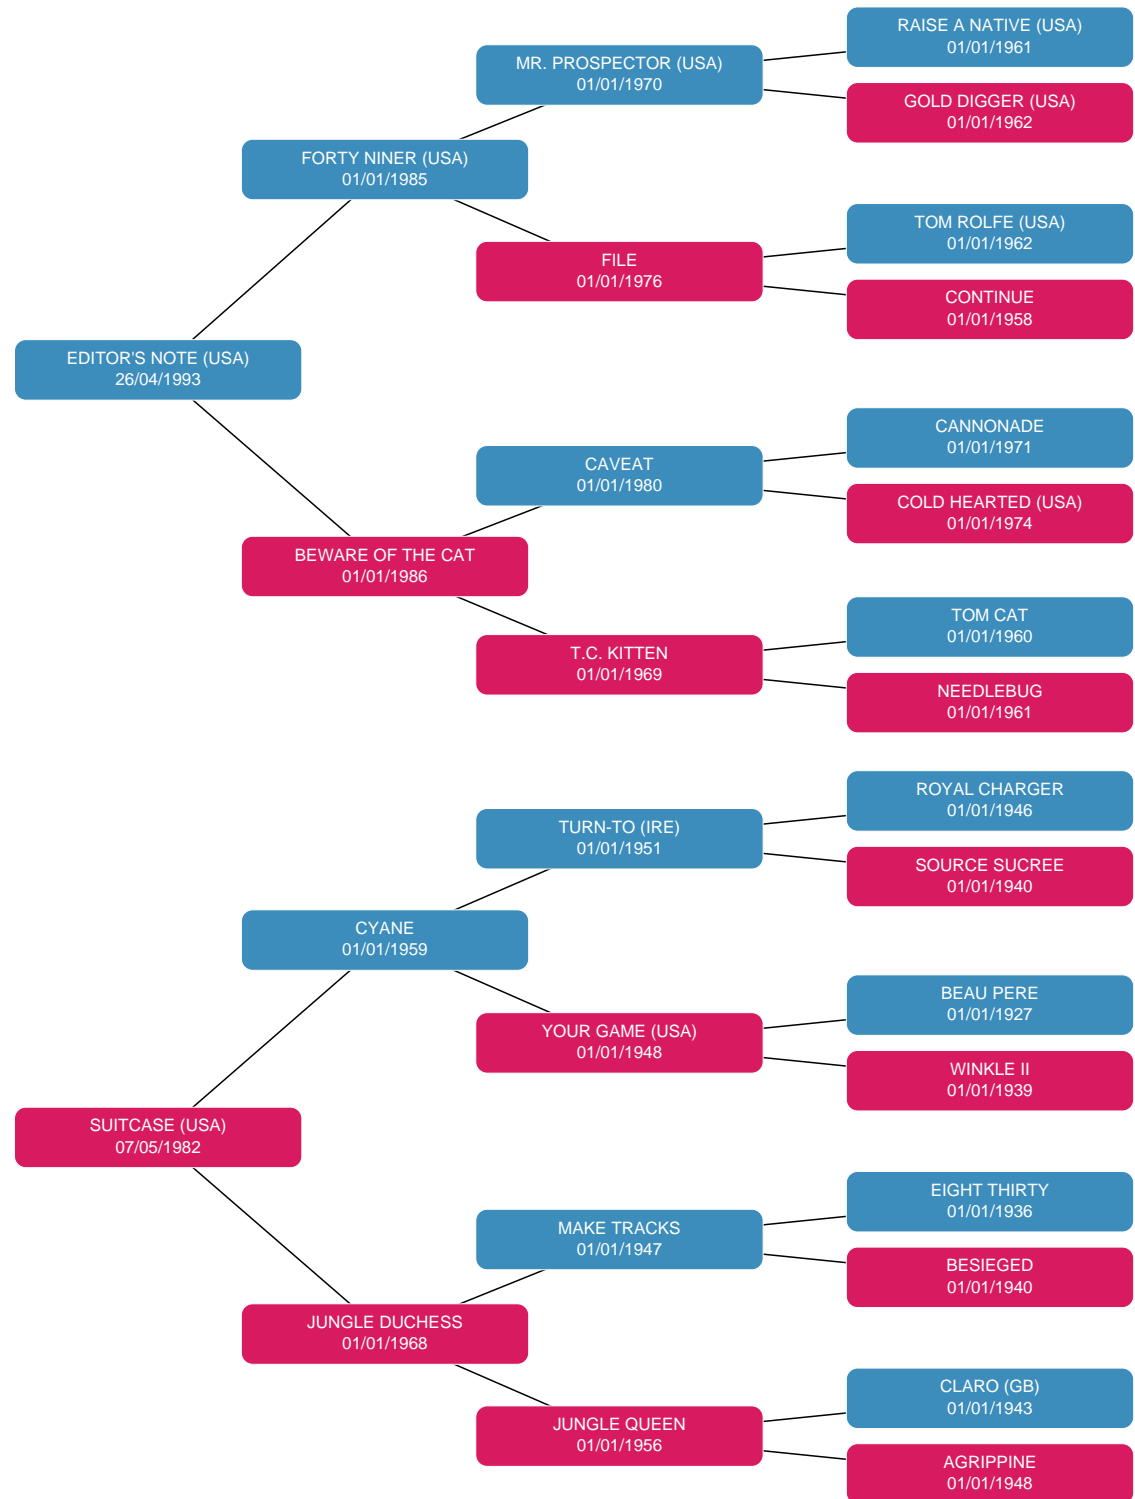 RAISE A NATIVE (USA)
01/01/1961
MR. PROSPECTOR (USA)
01/01/1970
GOLD DIGGER (USA)
01/01/1962
FORTY NINER (USA)
01/01/1985
TOM ROLFE (USA)
01/01/1962
FILE
01/01/1976
CONTINUE
01/01/1958
EDITOR'S NOTE (USA)
26/04/1993
CANNONADE
01/01/1971
CAVEAT
01/01/1980
COLD HEARTED (USA)
01/01/1974
BEWARE OF THE CAT
01/01/1986
TOM CAT
01/01/1960
T.C. KITTEN
01/01/1969
NEEDLEBUG
01/01/1961
ROYAL CHARGER
01/01/1946
TURN-TO (IRE)
01/01/1951
SOURCE SUCREE
01/01/1940
CYANE
01/01/1959
BEAU PERE
01/01/1927
YOUR GAME (USA)
01/01/1948
WINKLE II
01/01/1939
SUITCASE (USA)
07/05/1982
EIGHT THIRTY
01/01/1936
MAKE TRACKS
01/01/1947
BESIEGED
01/01/1940
JUNGLE DUCHESS
01/01/1968
CLARO (GB)
01/01/1943
JUNGLE QUEEN
01/01/1956
AGRIPPINE
01/01/1948